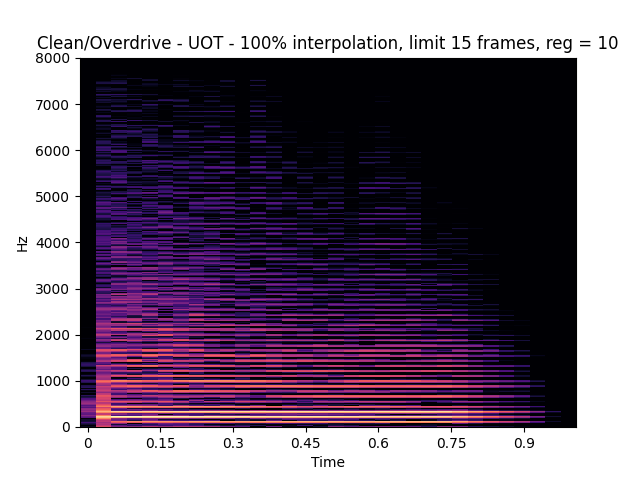 Clean/Overdrive - UOT - 100% interpolation, limit 15 frames, reg = 10
8000
7000
6000
5000
4000
3000
2000
1000
0
Hz
0 0.15 0.3 0.45 0.6 0.75 0.9
Time